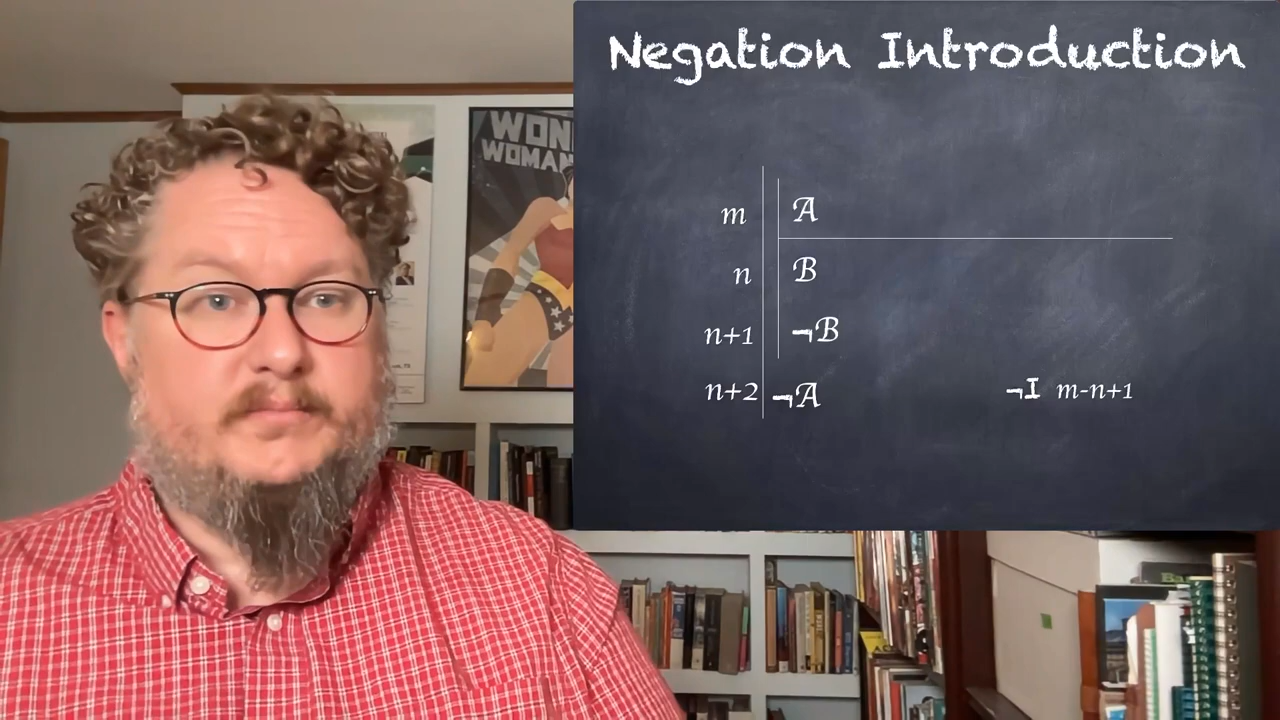 Negation Introduction
m 𝒜
n ℬ
n+1 ¬ℬ
n+2 ¬𝒜 ¬I m-n+1
WON
WOMAN